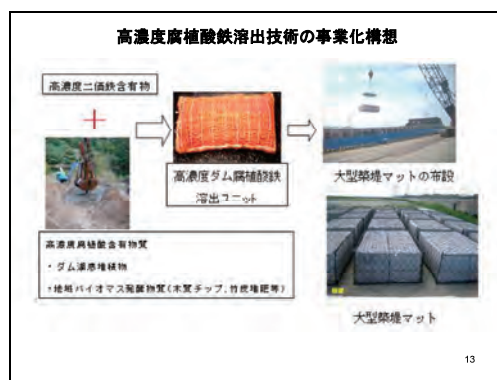 高濃度腐植酸鉄溶出技術の事業化構想
高濃度二価鉄含有物
+
高濃度ダム腐植酸鉄
溶出ユニット
大型築堤マットの布設
高濃度腐植酸含有物質
・ダム湖底堆積物
・地域バイオマス発酵物質(木質チップ、竹炭堆肥等)
大型築堤マット
13